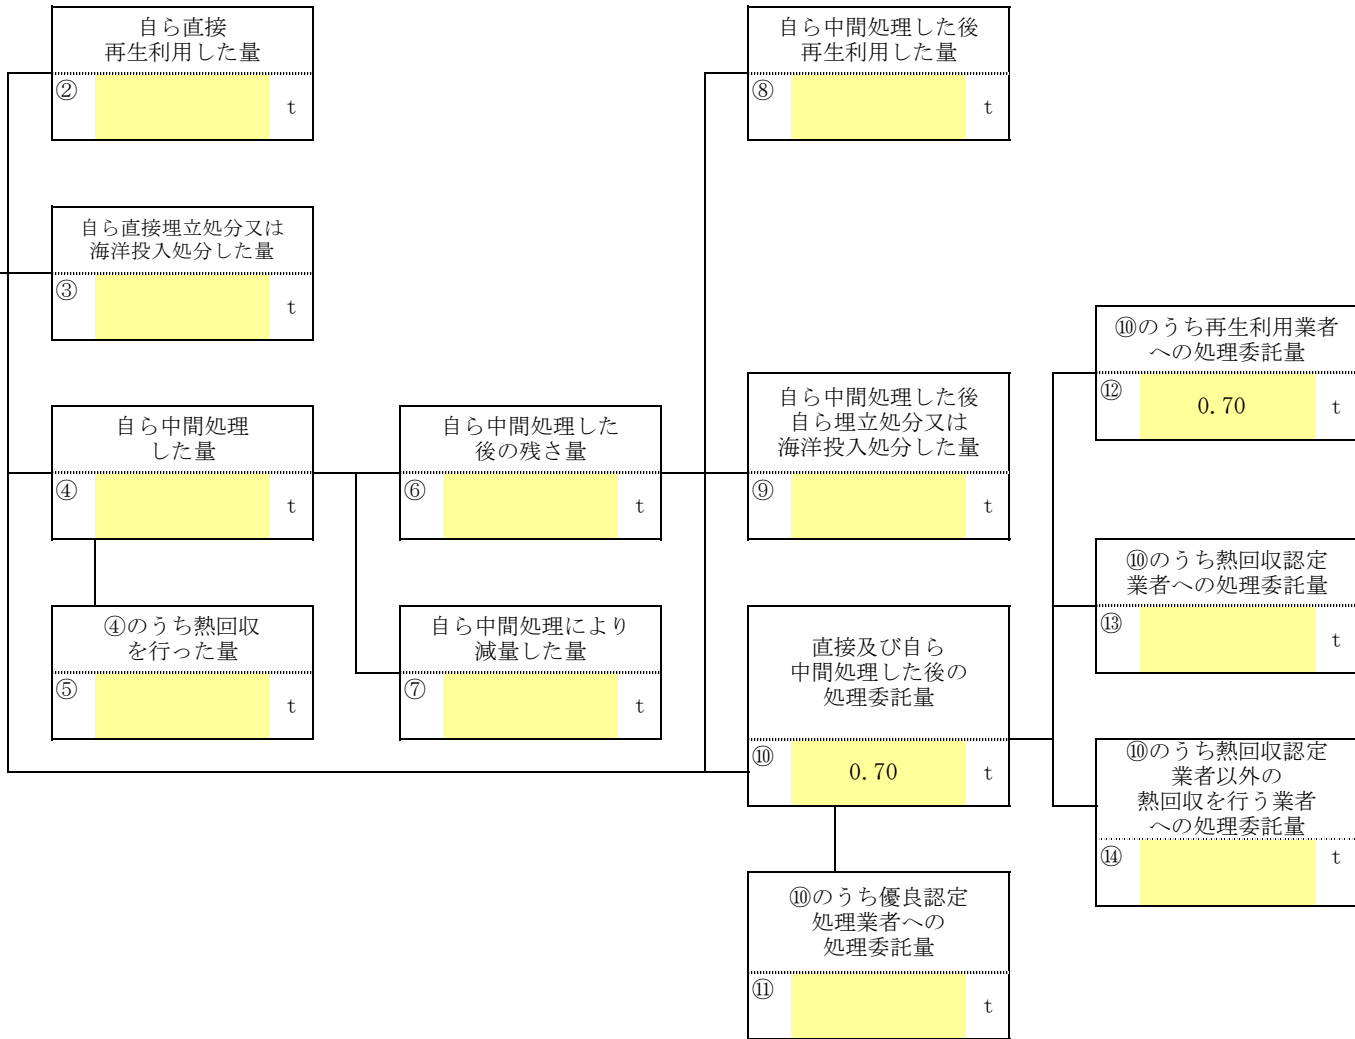 自ら直接
再生利用した量
②
t
自ら中間処理した後
再生利用した量
⑧
t
自ら直接埋立処分又は
海洋投入処分した量
③
t
⑩のうち再生利用業者
への処理委託量
⑫
0.70
t
自ら中間処理
した量
④
t
自ら中間処理した
後の残さ量
⑥
t
自ら中間処理した後
自ら埋立処分又は
海洋投入処分した量
⑨
t
⑩のうち熱回収認定
業者への処理委託量
⑬
t
④のうち熱回収
を行った量
⑤
t
自ら中間処理により
減量した量
⑦
t
直接及び自ら
中間処理した後の
処理委託量
⑩
0.70
t
⑩のうち熱回収認定
業者以外の
熱回収を行う業者
への処理委託量
⑭
t
⑩のうち優良認定
処理業者への
処理委託量
⑪
t